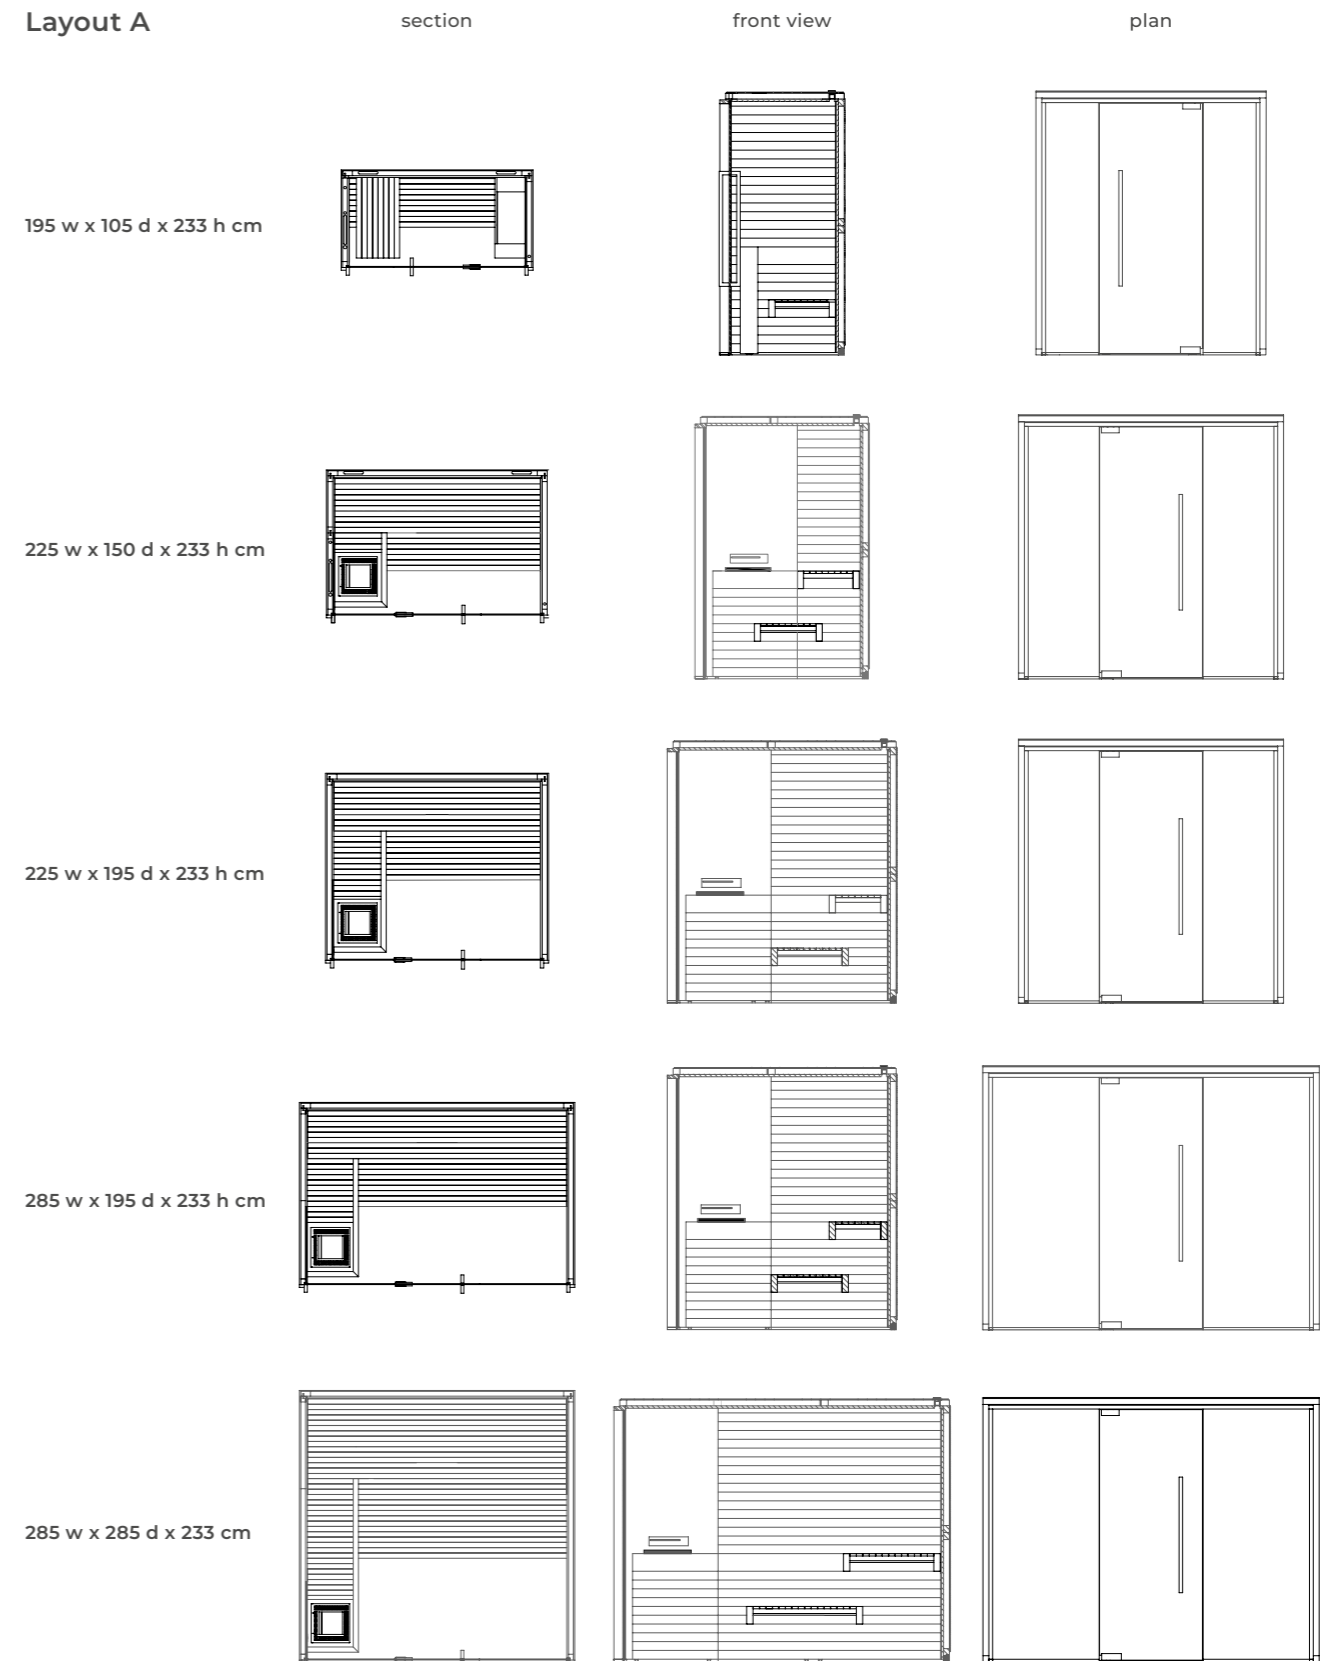 Layout A
section
front view
plan
195 w x 105 d x 233 h cm
225 w x 150 d x 233 h cm
225 w x 195 d x 233 h cm
285 w x 195 d x 233 h cm
285 w x 285 d x 233 cm